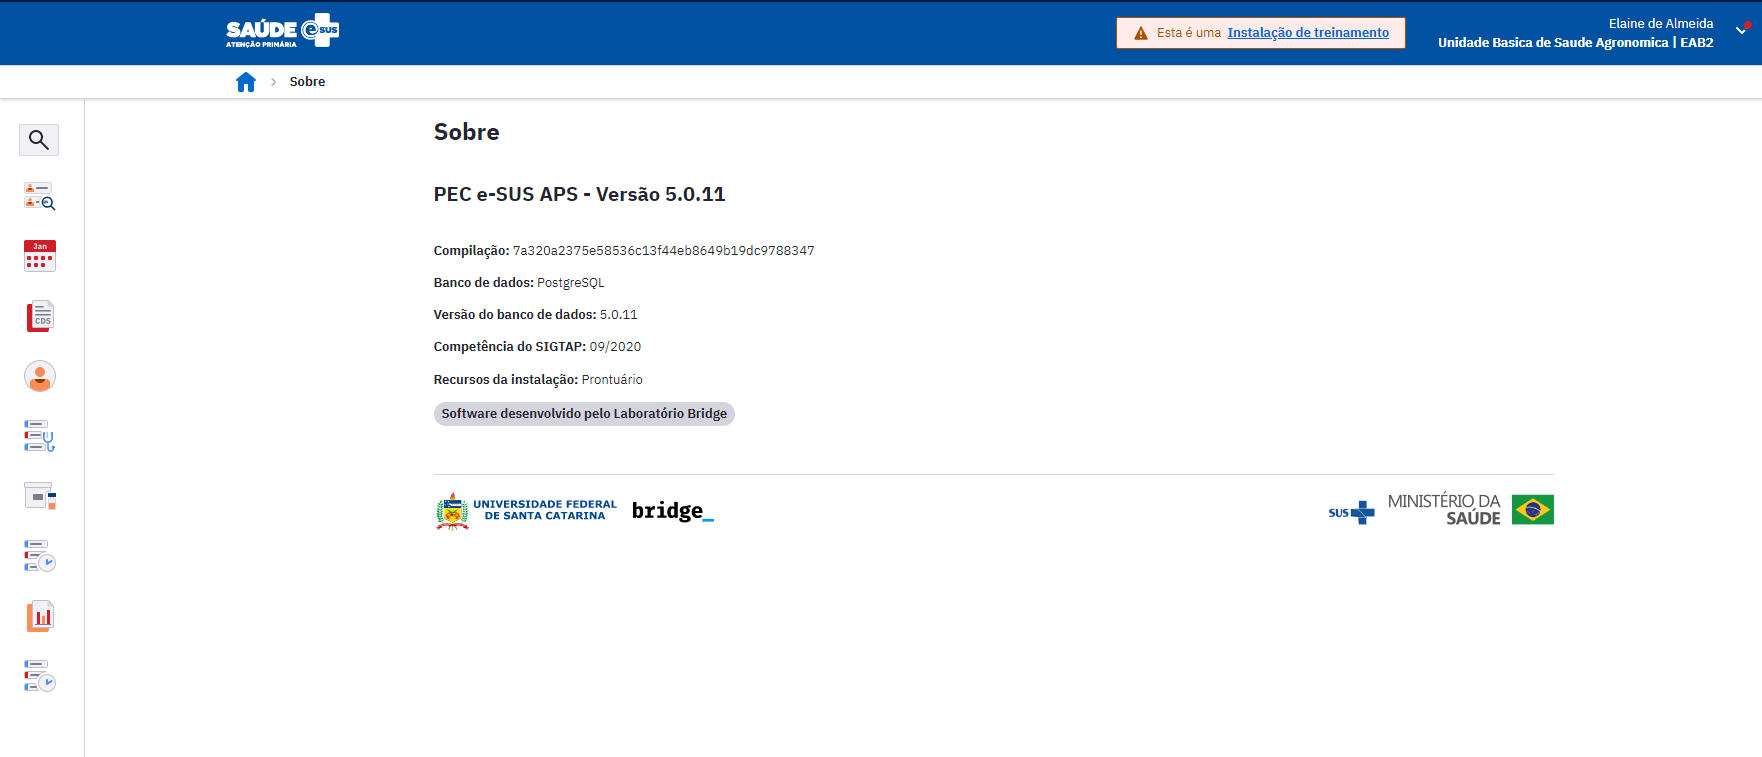 SAÚDE e SUS
ATENÇÃO PRIMÁRIA
Esta é uma Instalação de treinamento
Elaine de Almeida
Unidade Basica de Saude Agronomica | EAB2
Sobre
Sobre
PEC e-SUS APS - Versão 5.0.11
Compilação: 7a320a2375e58536c13f44eb8649b19dc9788347
Banco de dados: PostgreSQL
Versão do banco de dados: 5.0.11
Competência do SIGTAP: 09/2020
Recursos da instalação: Prontuário
Software desenvolvido pelo Laboratório Bridge
Jan
CDS
UNIVERSIDADE FEDERAL
DE SANTA CATARINA
bridge_
SUS
MINISTÉRIO DA
SAÚDE